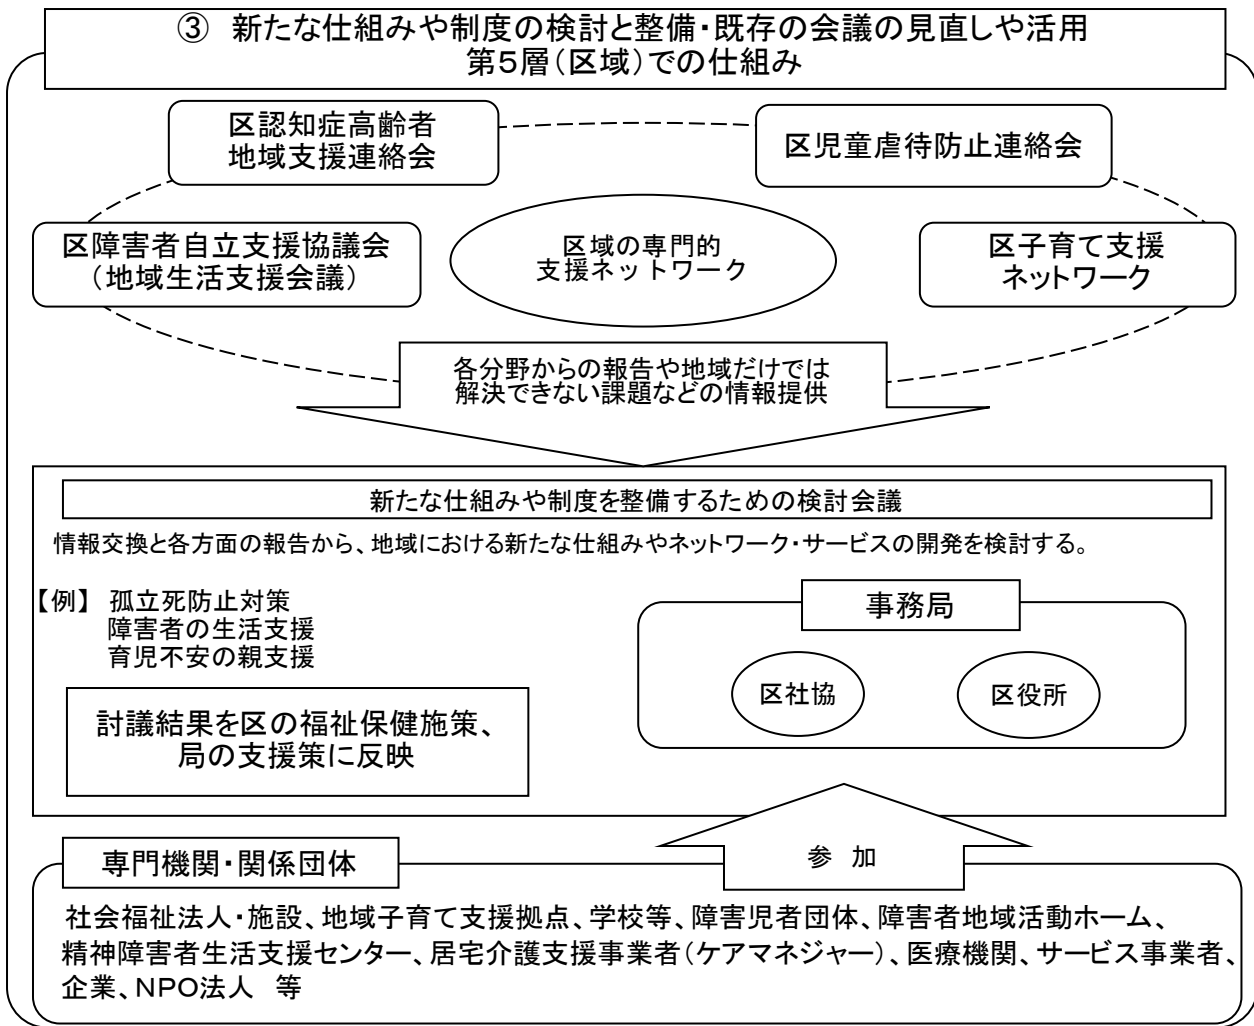 ③ 新たな仕組みや制度の検討と整備・既存の会議の見直しや活用
第5層（区域）での仕組み
区認知症高齢者
地域支援連絡会
区児童虐待防止連絡会
区障害者自立支援協議会
（地域生活支援会議）
区域の専門的
支援ネットワーク
区子育て支援
ネットワーク
各分野からの報告や地域だけでは
解決できない課題などの情報提供
新たな仕組みや制度を整備するための検討会議
情報交換と各方面の報告から、地域における新たな仕組みやネットワーク・サービスの開発を検討する。
【例】 孤立死防止対策
障害者の生活支援
育児不安の親支援
事務局
区社協
区役所
討議結果を区の福祉保健施策、
局の支援策に反映
参 加
専門機関・関係団体
社会福祉法人・施設、地域子育て支援拠点、学校等、障害児者団体、障害者地域活動ホーム、
精神障害者生活支援センター、居宅介護支援事業者（ケアマネジャー）、医療機関、サービス事業者、
企業、NPO法人 等